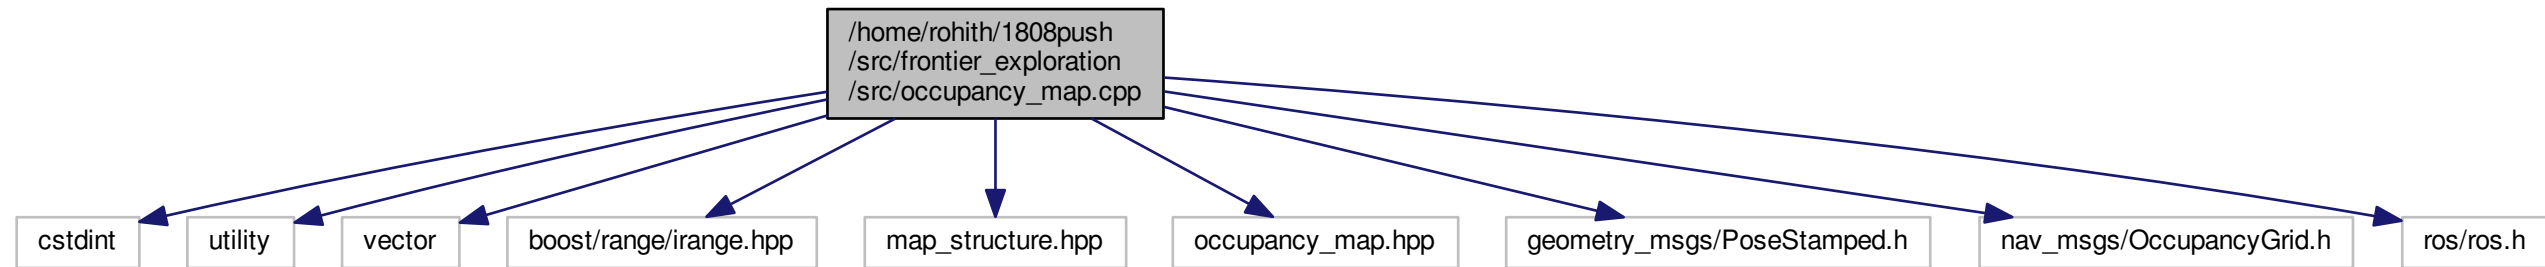 /home/rohith/1808push
/src/frontier_exploration
/src/occupancy_map.cpp
cstdint
utility
vector
boost/range/irange.hpp
map_structure.hpp
occupancy_map.hpp
geometry_msgs/PoseStamped.h
nav_msgs/OccupancyGrid.h
ros/ros.h